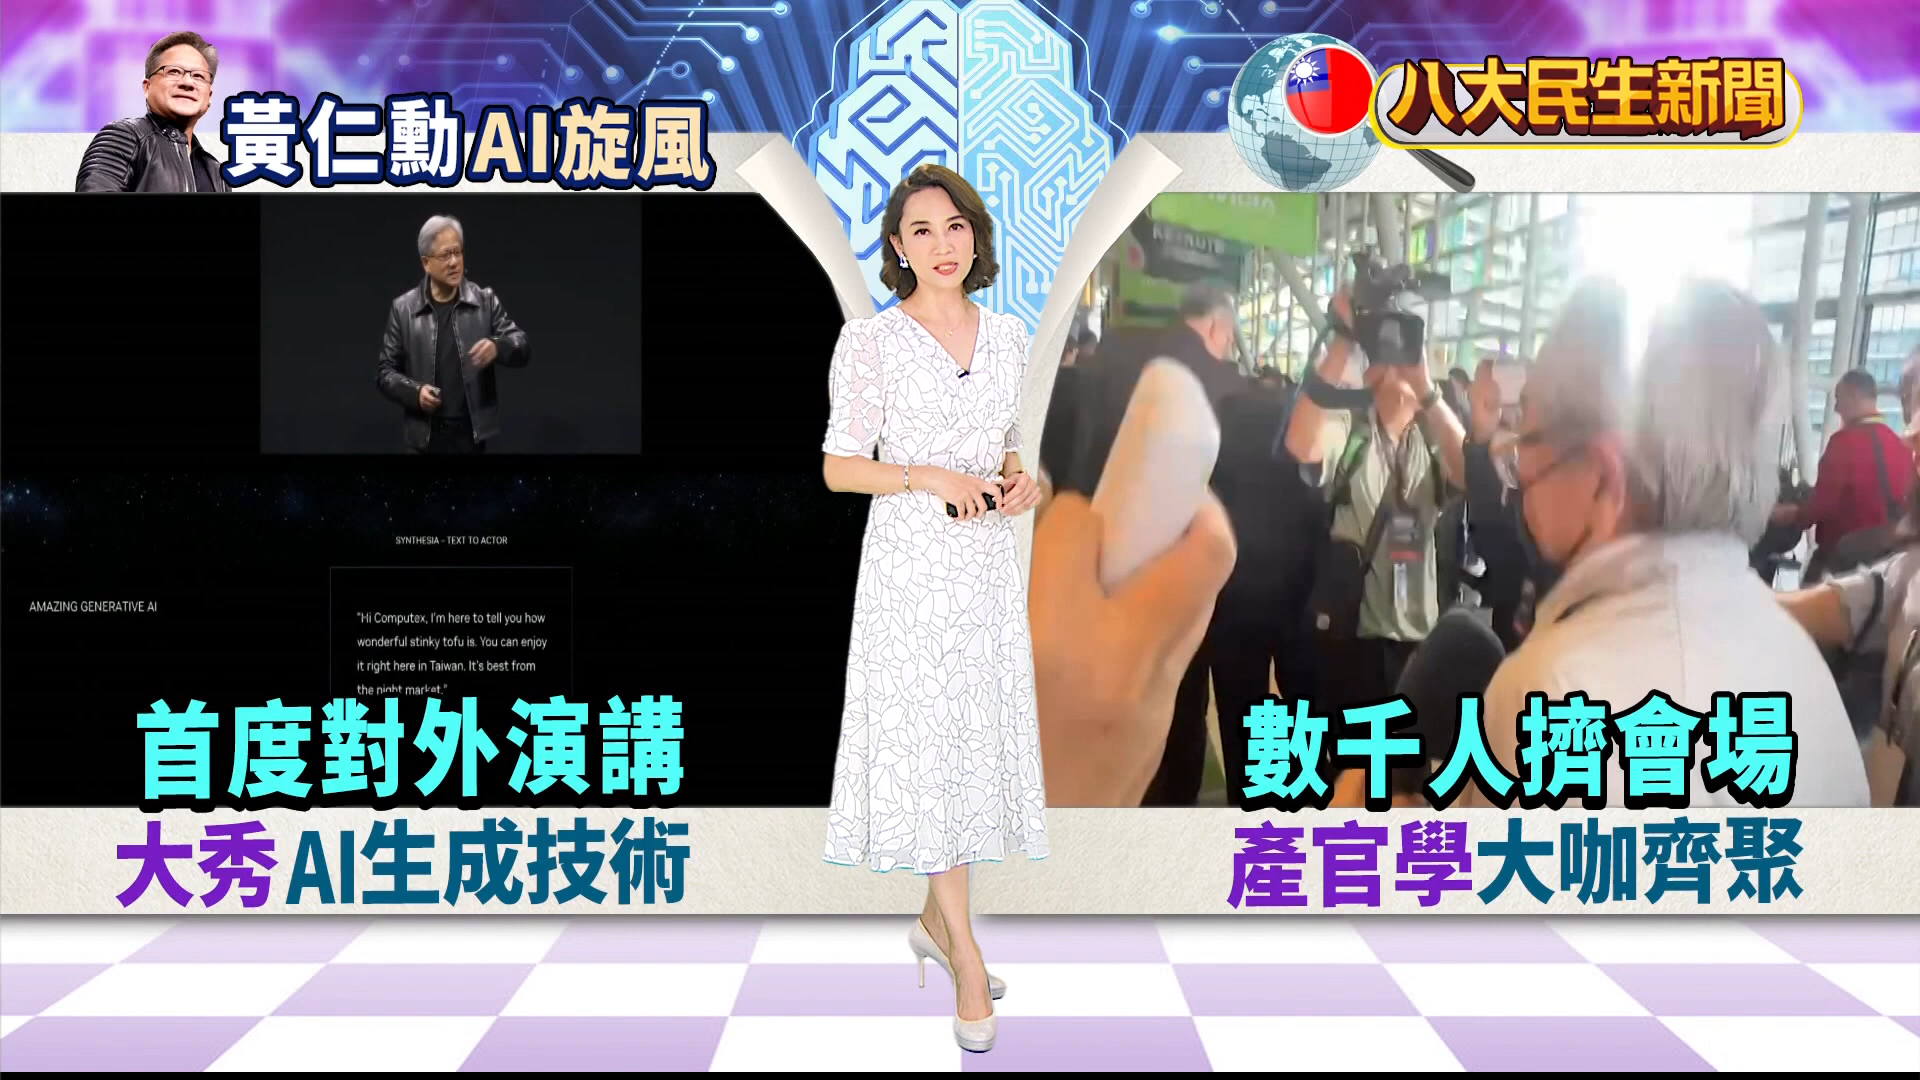 黃仁勳AI旋風
八大民生新聞
SYNTHESIA - TEXT TO ACTOR
AMAZING GENERATIVE AI
"Hi Computex, I'm here to tell you how
wonderful stinky tofu is. You can enjoy
it right here in Taiwan. It's best from
the night market."
首度對外演講
大秀AI生成技術
數千人擠會場
產官學大咖齊聚